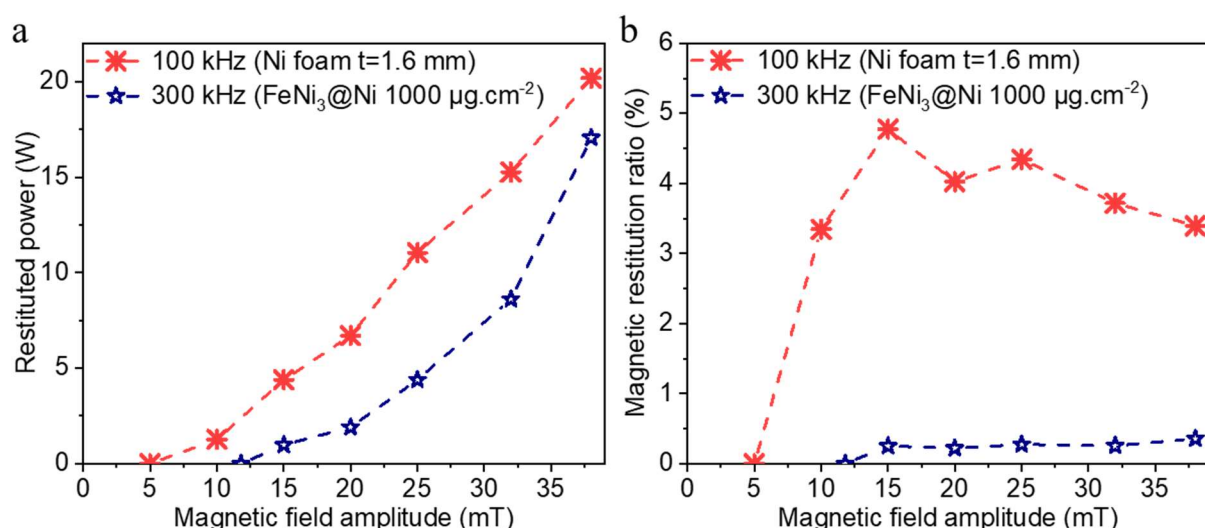 a
100 kHz (Ni foam t=1.6 mm)
300 kHz (FeNi₃@Ni 1000 µg.cm⁻²)
Restituted power (W)
20
15
10
5
0
0 5 10 15 20 25 30 35
Magnetic field amplitude (mT)
b
100 kHz (Ni foam t=1.6 mm)
300 kHz (FeNi₃@Ni 1000 µg.cm⁻²)
Magnetic restitution ratio (%)
6
5
4
3
2
1
0
0 5 10 15 20 25 30 35
Magnetic field amplitude (mT)